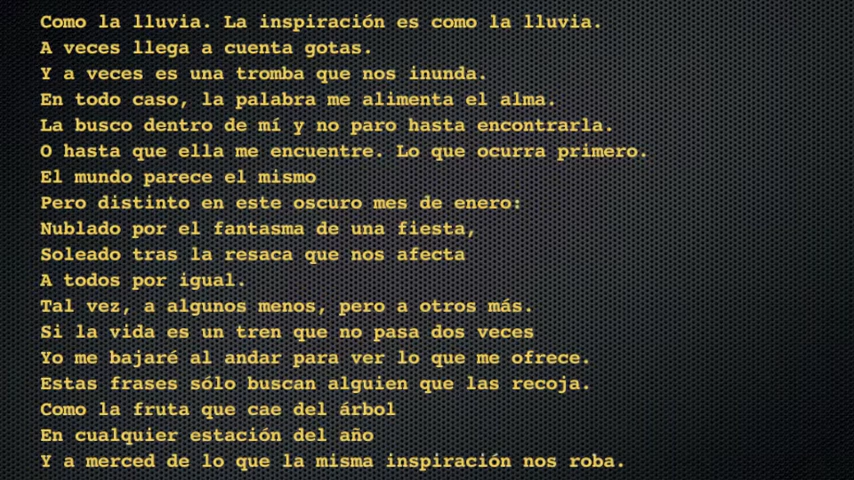 Como la lluvia. La inspiración es como la lluvia.
A veces llega a cuenta gotas.
Y a veces es una tromba que nos inunda.
En todo caso, la palabra me alimenta el alma.
La busco dentro de mí y no paro hasta encontrarla.
O hasta que ella me encuentre. Lo que ocurra primero.
El mundo parece el mismo
Pero distinto en este oscuro mes de enero:
Nublado por el fantasma de una fiesta,
Soleado tras la resaca que nos afecta
A todos por igual.
Tal vez, a algunos menos, pero a otros más.
Si la vida es un tren que no pasa dos veces
Yo me bajaré al andar para ver lo que me ofrece.
Estas frases sólo buscan alguien que las recoja.
Como la fruta que cae del árbol
En cualquier estación del año
Y a merced de lo que la misma inspiración nos roba.